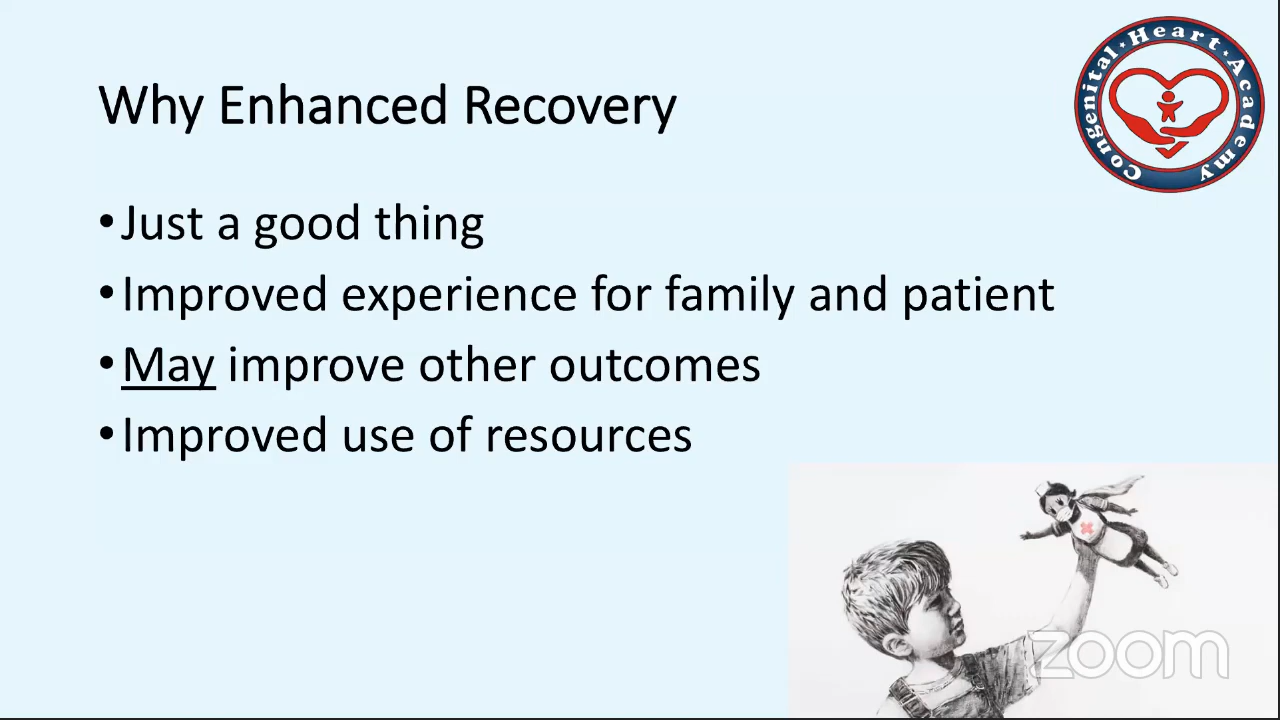 Congenital · Heart · Academy
Why Enhanced Recovery
•Just a good thing
•Improved experience for family and patient
•May improve other outcomes
•Improved use of resources
zoom